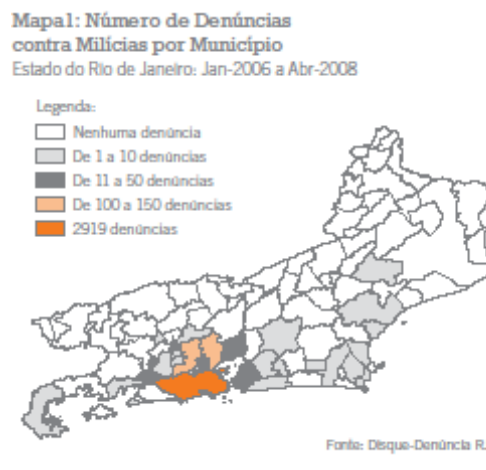 Mapa1: Número de Denúncias
contra Milícias por Município
Estado do Rio de Janeiro: Jan-2006 a Abr-2008
Legenda:
Nenhuma denúncia
De 1 a 10 denúncias
De 11 a 50 denúncias
De 100 a 150 denúncias
2919 denúncias
Fonte: Disque-Denúncia R.